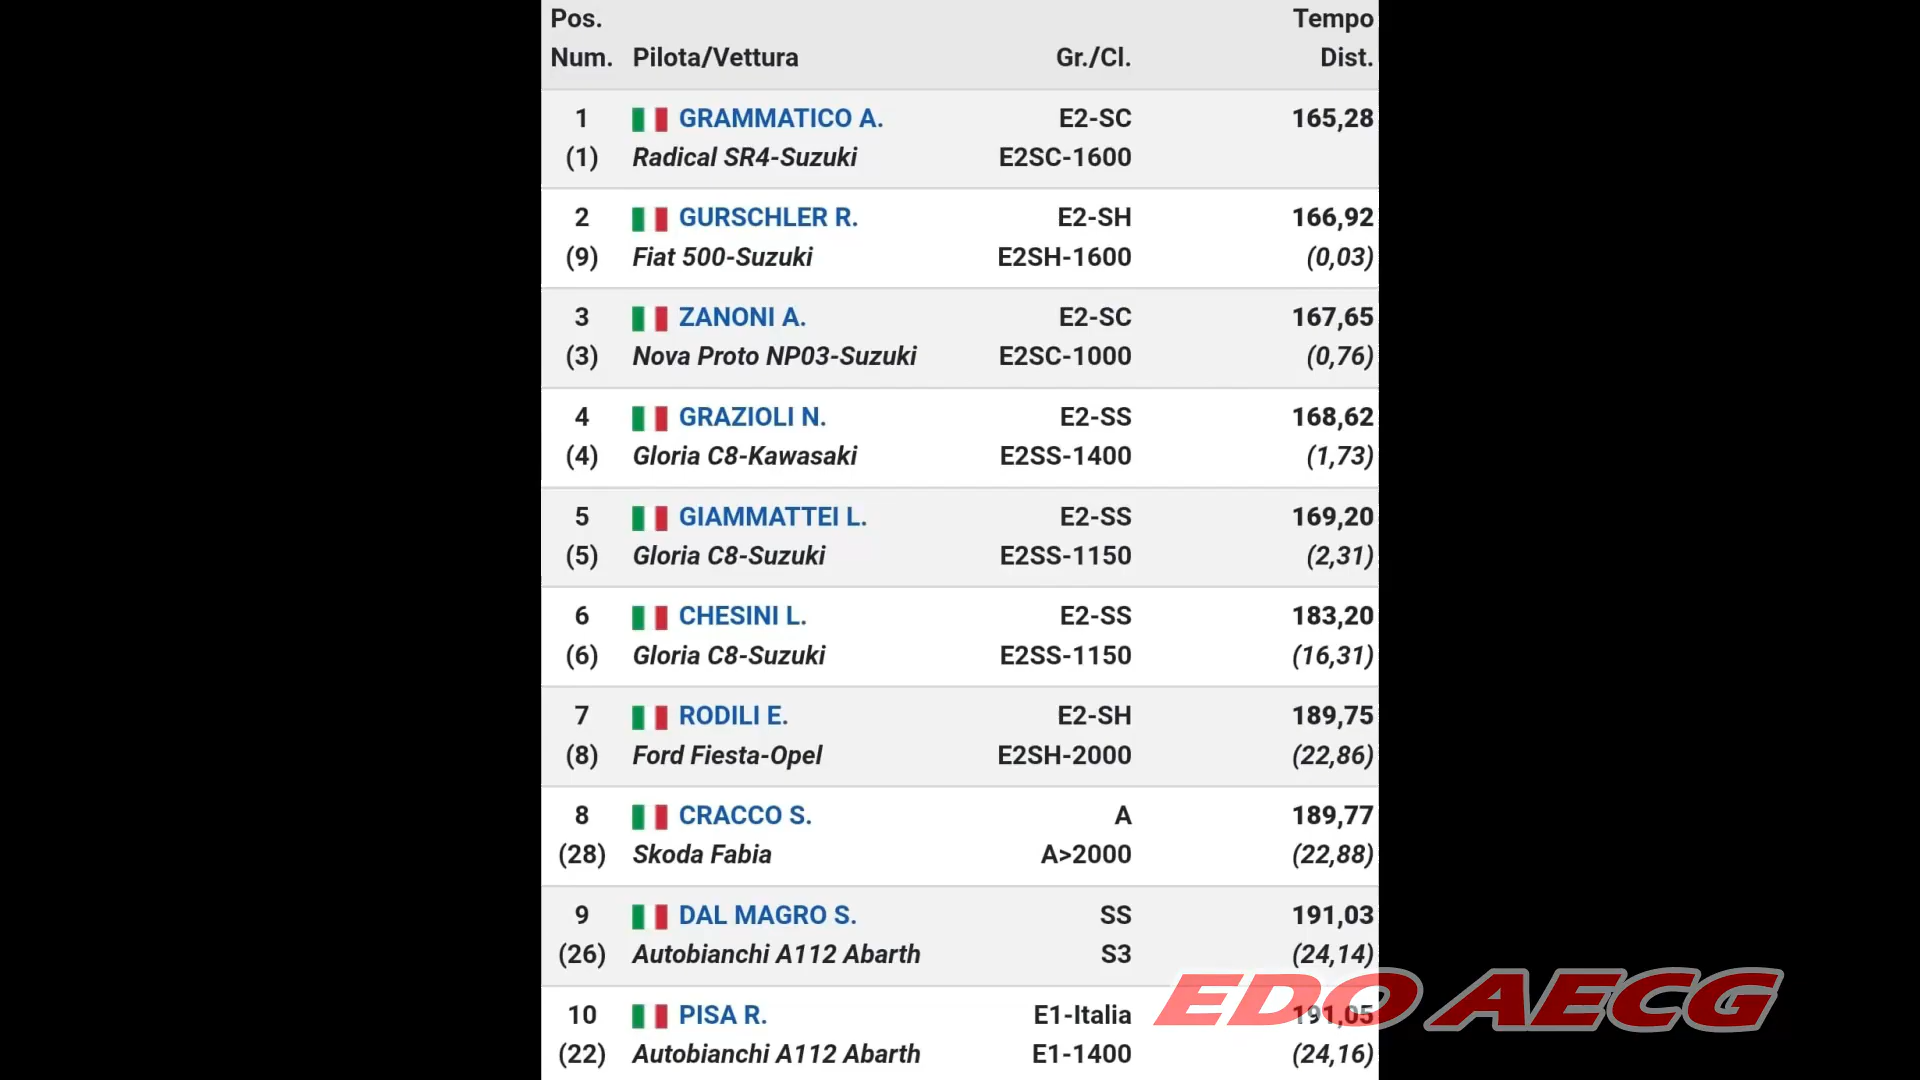 Pos. Tempo
Num. Pilota/Vettura Gr./Cl. Dist.
1 GRAMMATICO A. E2-SC 165,28
(1) Radical SR4-Suzuki E2SC-1600
2 GURSCHLER R. E2-SH 166,92
(9) Fiat 500-Suzuki E2SH-1600 (0,03)
3 ZANONI A. E2-SC 167,65
(3) Nova Proto NP03-Suzuki E2SC-1000 (0,76)
4 GRAZIOLI N. E2-SS 168,62
(4) Gloria C8-Kawasaki E2SS-1400 (1,73)
5 GIAMMATTEI L. E2-SS 169,20
(5) Gloria C8-Suzuki E2SS-1150 (2,31)
6 CHESINI L. E2-SS 183,20
(6) Gloria C8-Suzuki E2SS-1150 (16,31)
7 RODILI E. E2-SH 189,75
(8) Ford Fiesta-Opel E2SH-2000 (22,86)
8 CRACCO S. A 189,77
(28) Skoda Fabia A>2000 (22,88)
9 DAL MAGRO S. SS 191,03
(26) Autobianchi A112 Abarth S3 (24,14)
10 PISA R. E1-Italia 191,05
(22) Autobianchi A112 Abarth E1-1400 (24,16)
EDO AECG